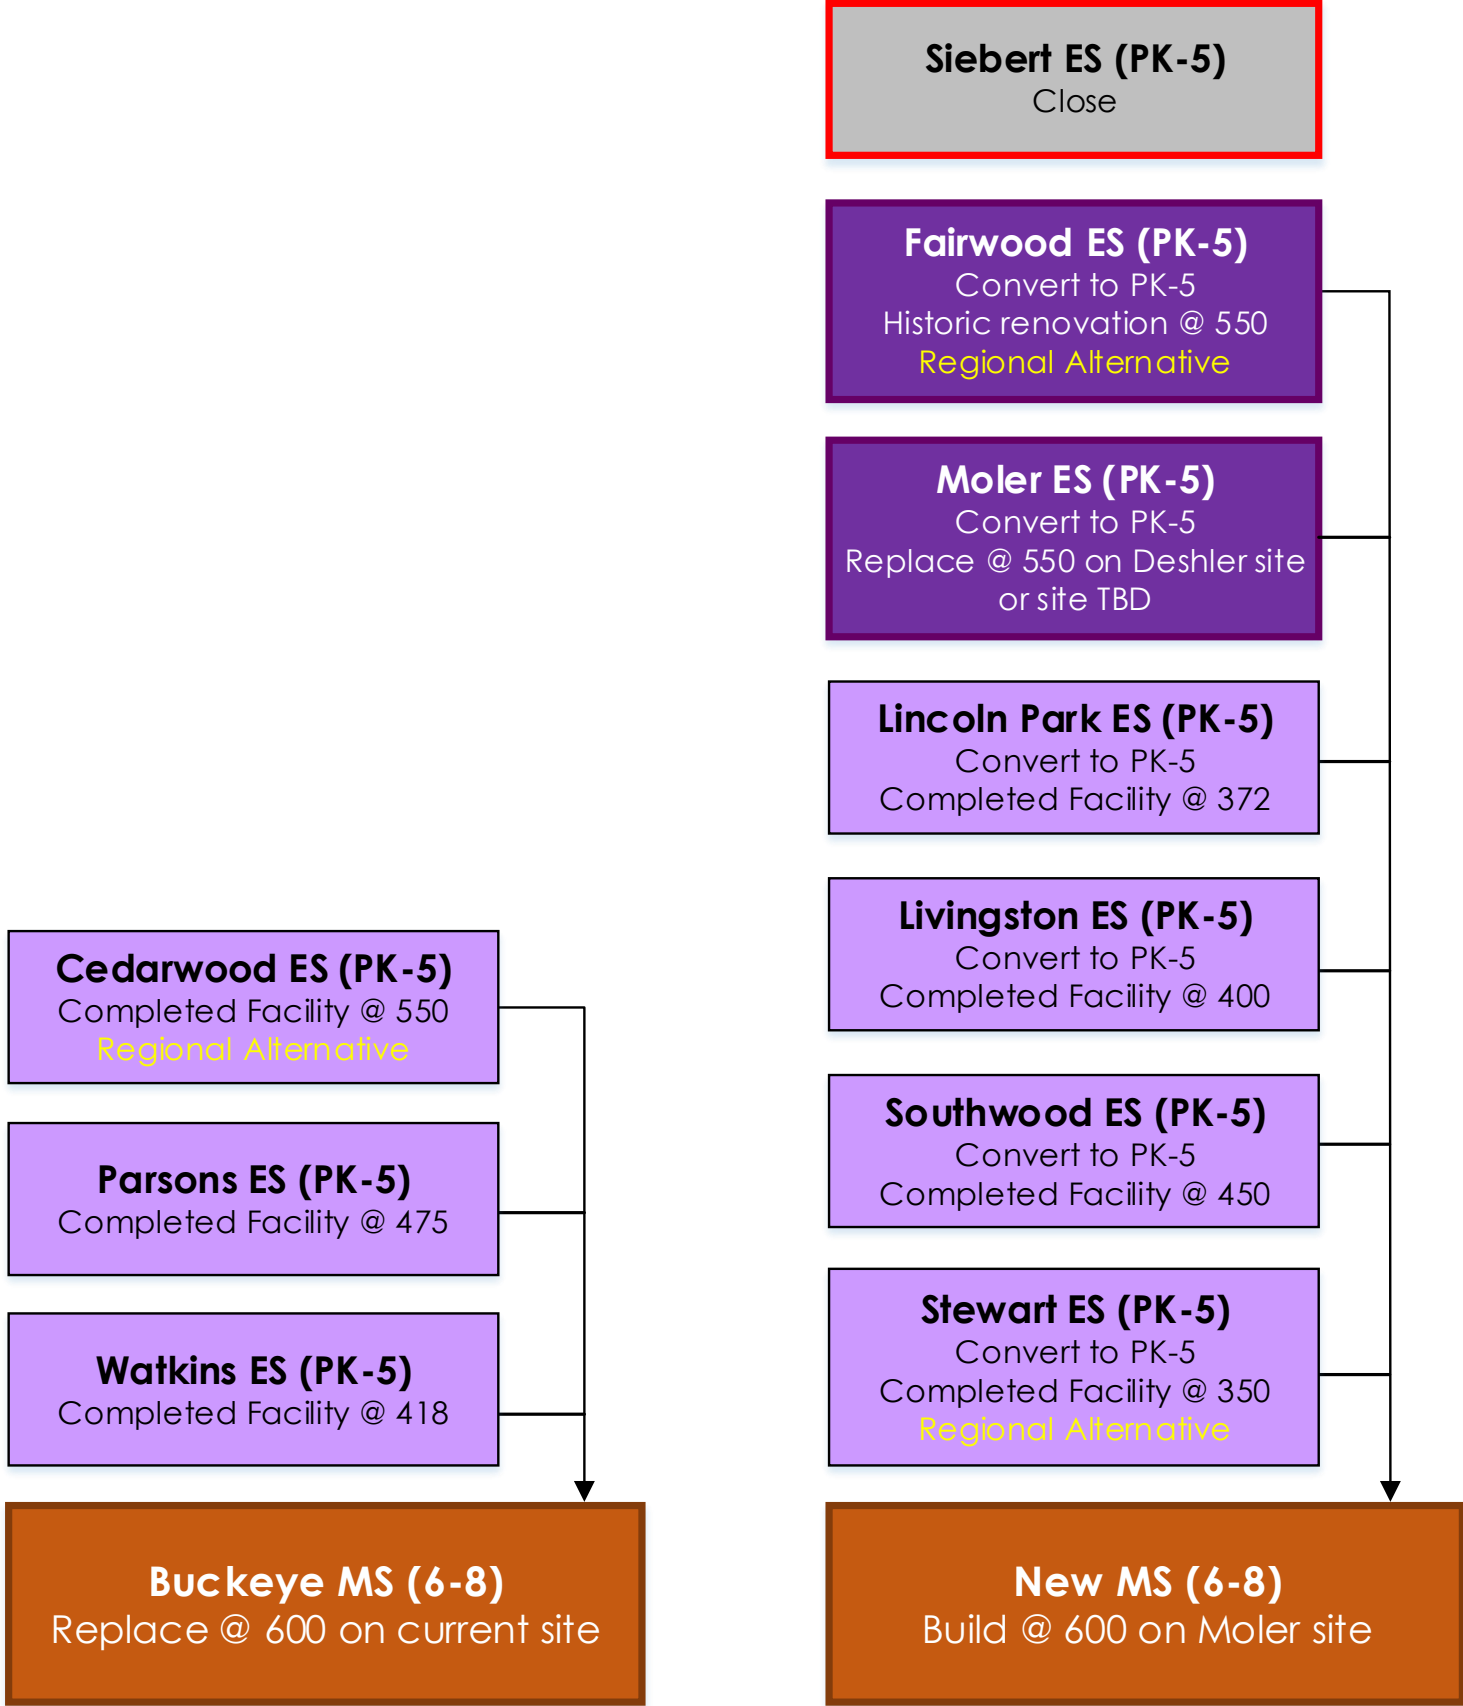 Siebert ES (PK-5)
Close
Fairwood ES (PK-5)
Convert to PK-5
Historic renovation @ 550
Regional Alternative
Moler ES (PK-5)
Convert to PK-5
Replace @ 550 on Deshler site
or site TBD
Lincoln Park ES (PK-5)
Convert to PK-5
Completed Facility @ 372
Livingston ES (PK-5)
Convert to PK-5
Completed Facility @ 400
Southwood ES (PK-5)
Convert to PK-5
Completed Facility @ 450
Stewart ES (PK-5)
Convert to PK-5
Completed Facility @ 350
Regional Alternative
New MS (6-8)
Build @ 600 on Moler site
Cedarwood ES (PK-5)
Completed Facility @ 550
Regional Alternative
Parsons ES (PK-5)
Completed Facility @ 475
Watkins ES (PK-5)
Completed Facility @ 418
Buckeye MS (6-8)
Replace @ 600 on current site